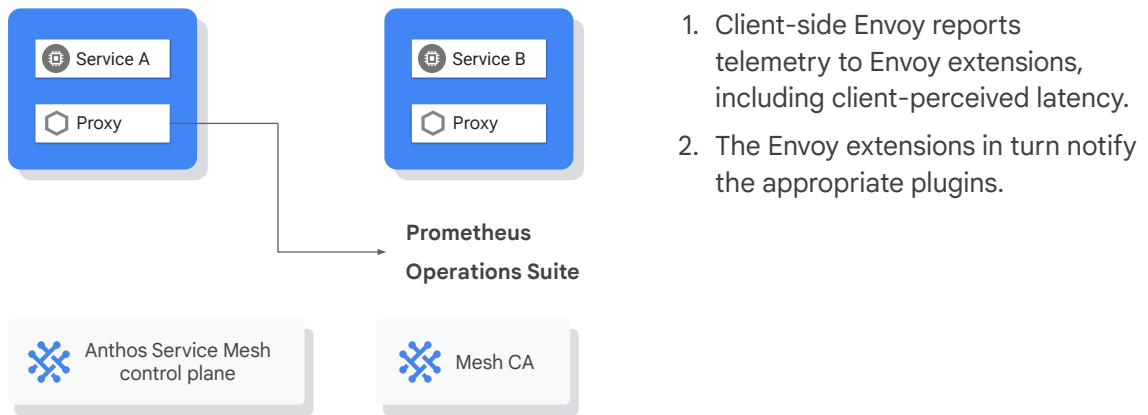 Service A
Proxy
Service B
Proxy
Prometheus
Operations Suite
Anthos Service Mesh
control plane
Mesh CA
1. Client-side Envoy reports
telemetry to Envoy extensions,
including client-perceived latency.
2. The Envoy extensions in turn notify
the appropriate plugins.